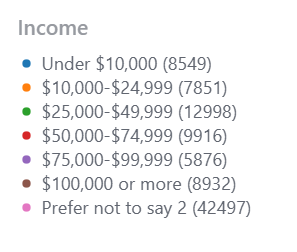 Income
Under $10,000 (8549)
$10,000-$24,999 (7851)
$25,000-$49,999 (12998)
$50,000-$74,999 (9916)
$75,000-$99,999 (5876)
$100,000 or more (8932)
Prefer not to say 2 (42497)